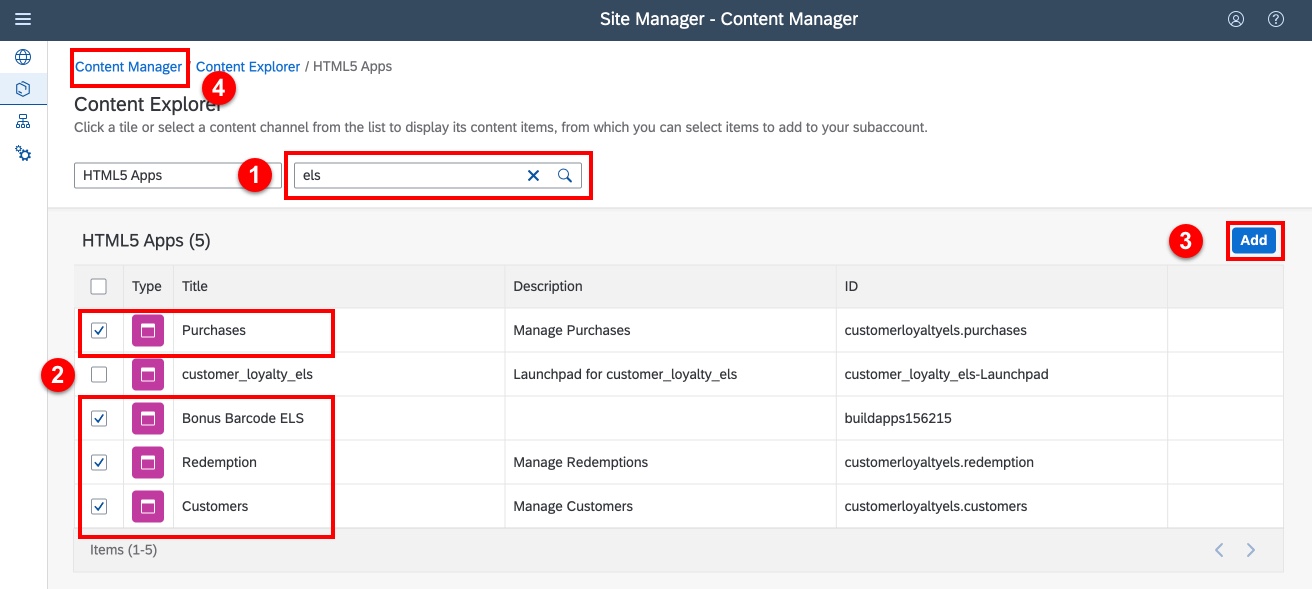 Site Manager - Content Manager
Content Manager / Content Explorer / HTML5 Apps
4
Content Explorer
Click a tile or select a content channel from the list to display its content items, from which you can select items to add to your subaccount.
HTML5 Apps 1 els
HTML5 Apps (5) 3 Add
Type Title Description ID
Purchases Manage Purchases customerloyaltyels.purchases
2 customer_loyalty_els Launchpad for customer_loyalty_els customer_loyalty_els-Launchpad
Bonus Barcode ELS buildapps156215
Redemption Manage Redemptions customerloyaltyels.redemption
Customers Manage Customers customerloyaltyels.customers
Items (1-5)